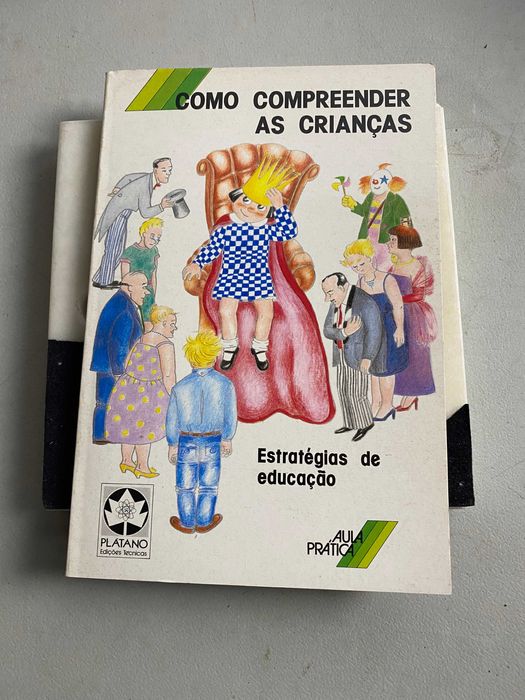 COMO COMPREENDER
AS CRIANÇAS
Estratégias de
educação
PLATANO
Edições Técnicas
AULA
PRÁTICA